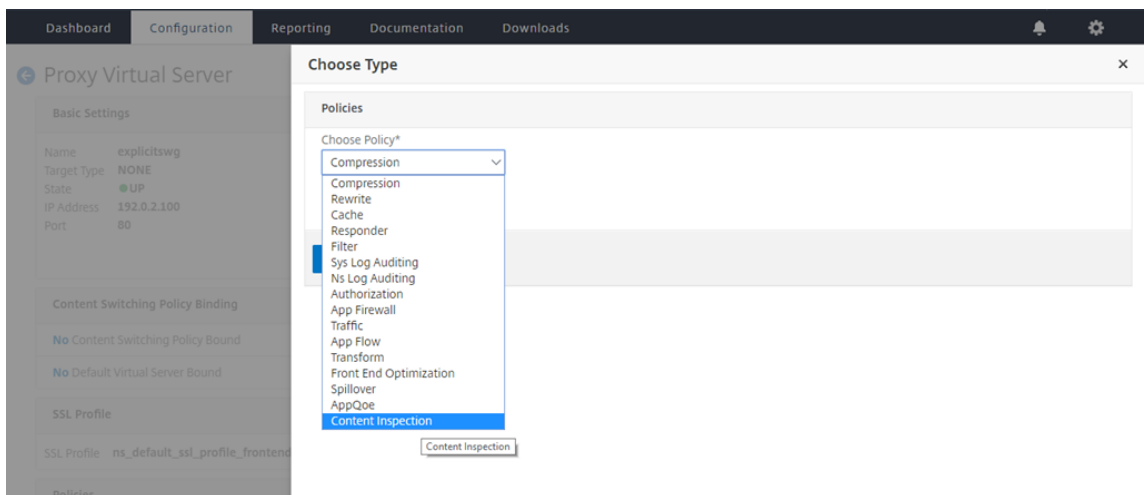 Dashboard Configuration Reporting Documentation Downloads
Proxy Virtual Server
Basic Settings
Name explicitswg
Target Type NONE
State UP
IP Address 192.0.2.100
Port 80
Content Switching Policy Binding
No Content Switching Policy Bound
No Default Virtual Server Bound
SSL Profile
SSL Profile ns_default_ssl_profile_frontend
Policies
Choose Type
Policies
Choose Policy*
Compression
Compression
Rewrite
Cache
Responder
Filter
Sys Log Auditing
Ns Log Auditing
Authorization
App Firewall
Traffic
App Flow
Transform
Front End Optimization
Spillover
AppQoe
Content Inspection
Content Inspection